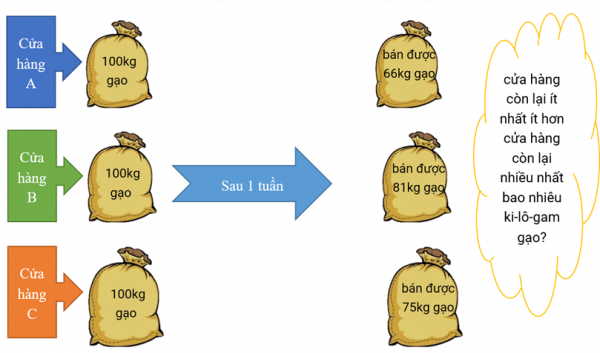 Cửa
hàng
A
100kg
gạo
bán được
66kg gạo
Cửa
hàng
B
100kg
gạo
Sau 1 tuần
bán được
81kg gạo
Cửa
hàng
C
100kg
gạo
bán được
75kg gạo
cửa hàng
còn lại ít
nhất ít hơn
cửa hàng
còn lại
nhiều nhất
bao nhiêu
ki-lô-gam
gạo?